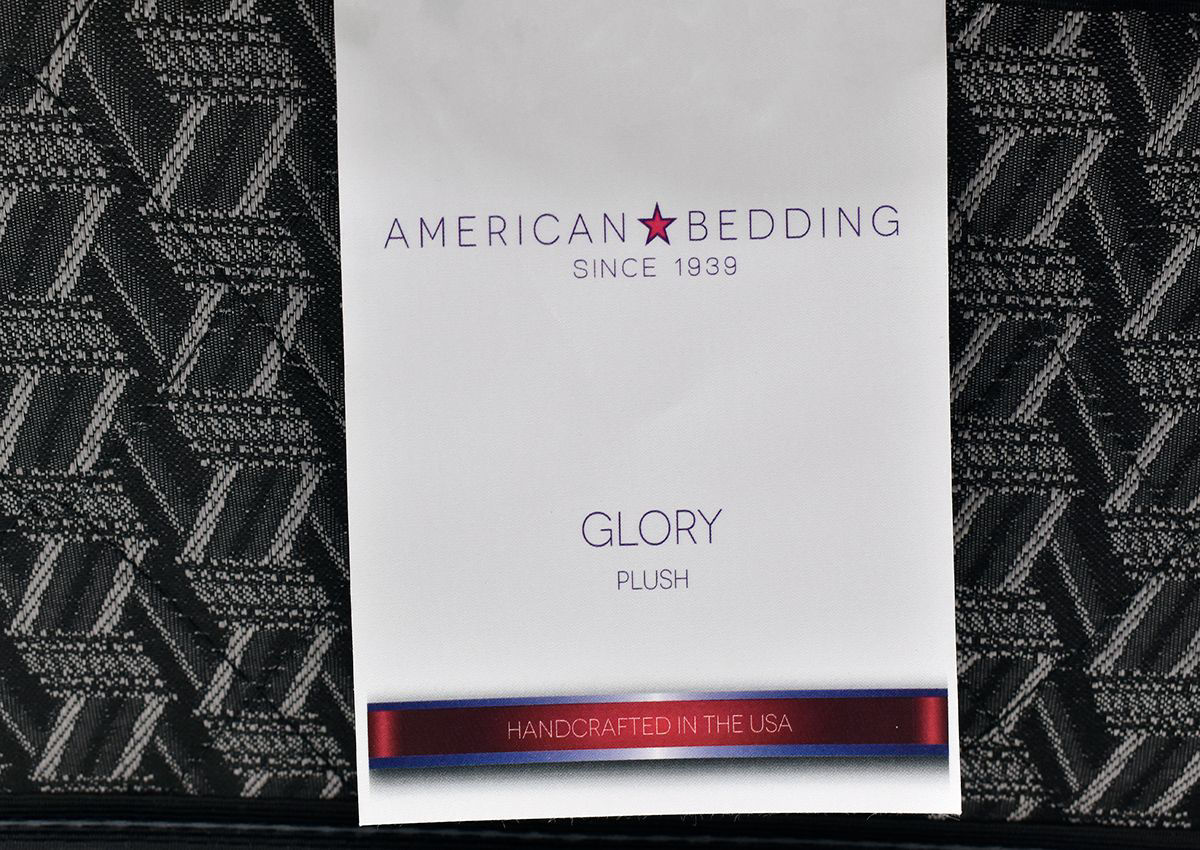 AMERICAN BEDDING
SINCE 1939
GLORY
PLUSH
HANDCRAFTED IN THE USA